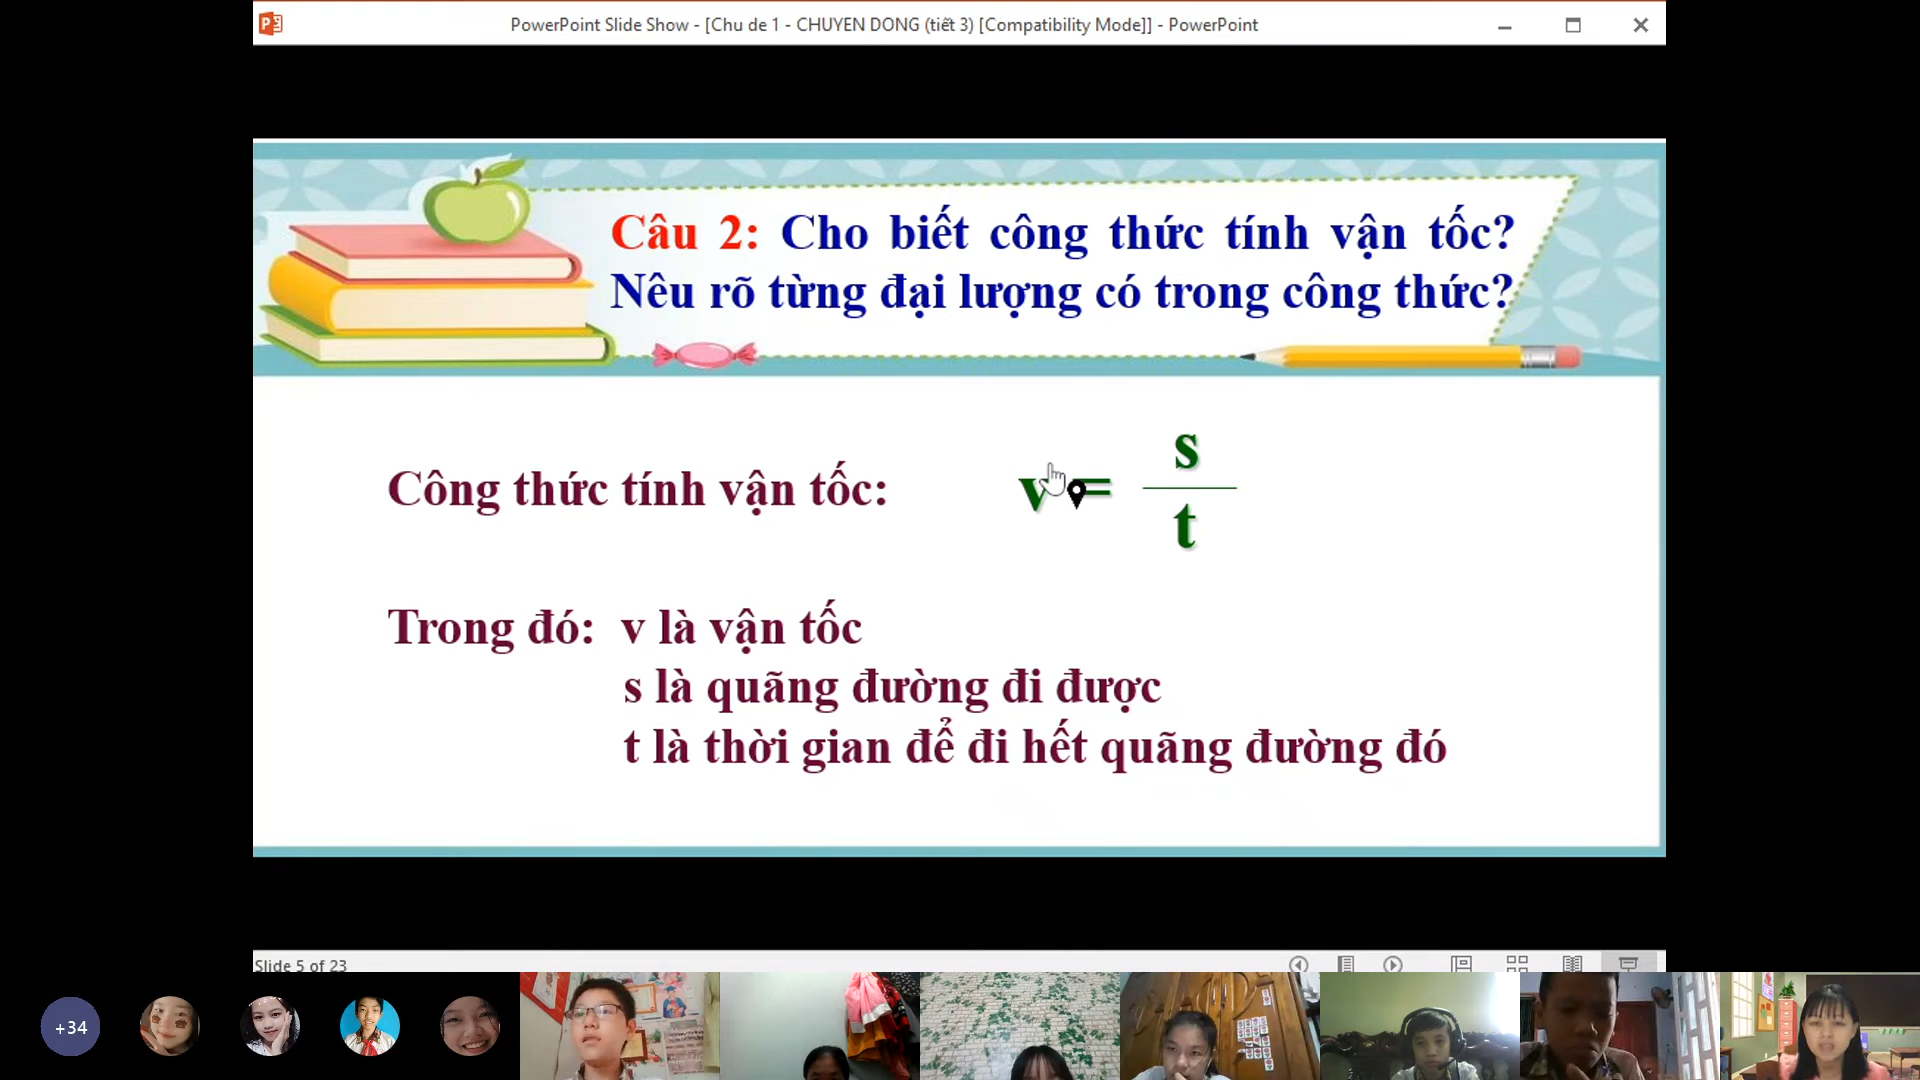 PowerPoint Slide Show - [Chu de 1 - CHUYEN DONG (tiết 3) [Compatibility Mode]] - PowerPoint
Câu 2: Cho biết công thức tính vận tốc?
Nêu rõ từng đại lượng có trong công thức?
Công thức tính vận tốc: v = s
t
Trong đó: v là vận tốc
s là quãng đường đi được
t là thời gian để đi hết quãng đường đó
Slide 5 of 23
+34